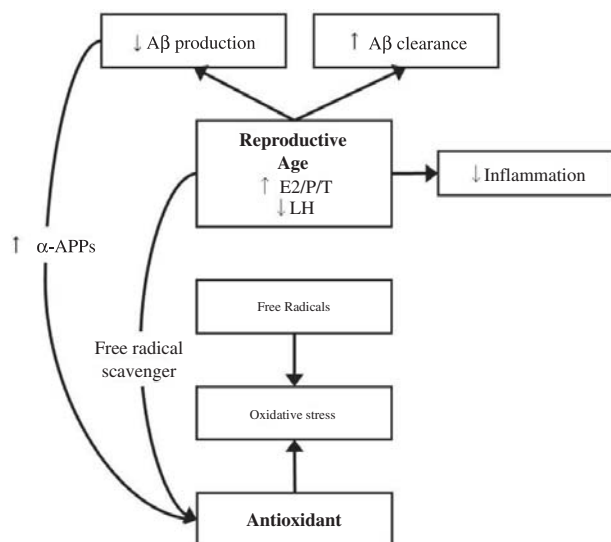 ↓ Aβ production
↑ Aβ clearance
Reproductive
Age
↑ E2/P/T
↓LH
↓Inflammation
↑ α-APPs
Free Radicals
Free radical
scavenger
Oxidative stress
Antioxidant